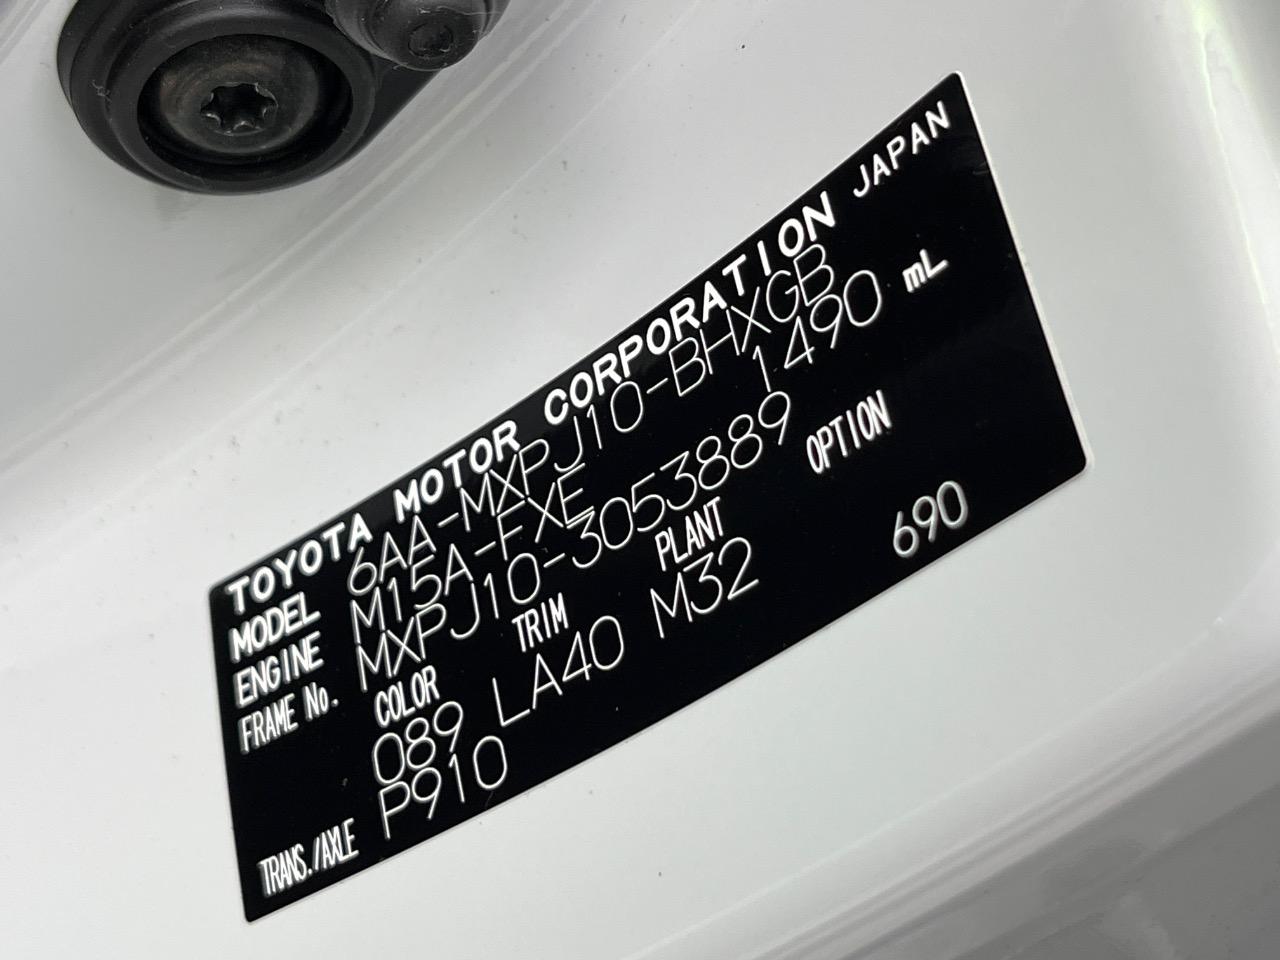 TOYOTA MOTOR CORPORATION JAPAN
MODEL 6AA-MXPJ10-BHXGB
ENGINE M15A-FXE 1490 mL
FRAME No. MXPJ10-3053889
COLOR TRIM PLANT OPTION
089 LA40 M32 690
TRANS./AXLE P910